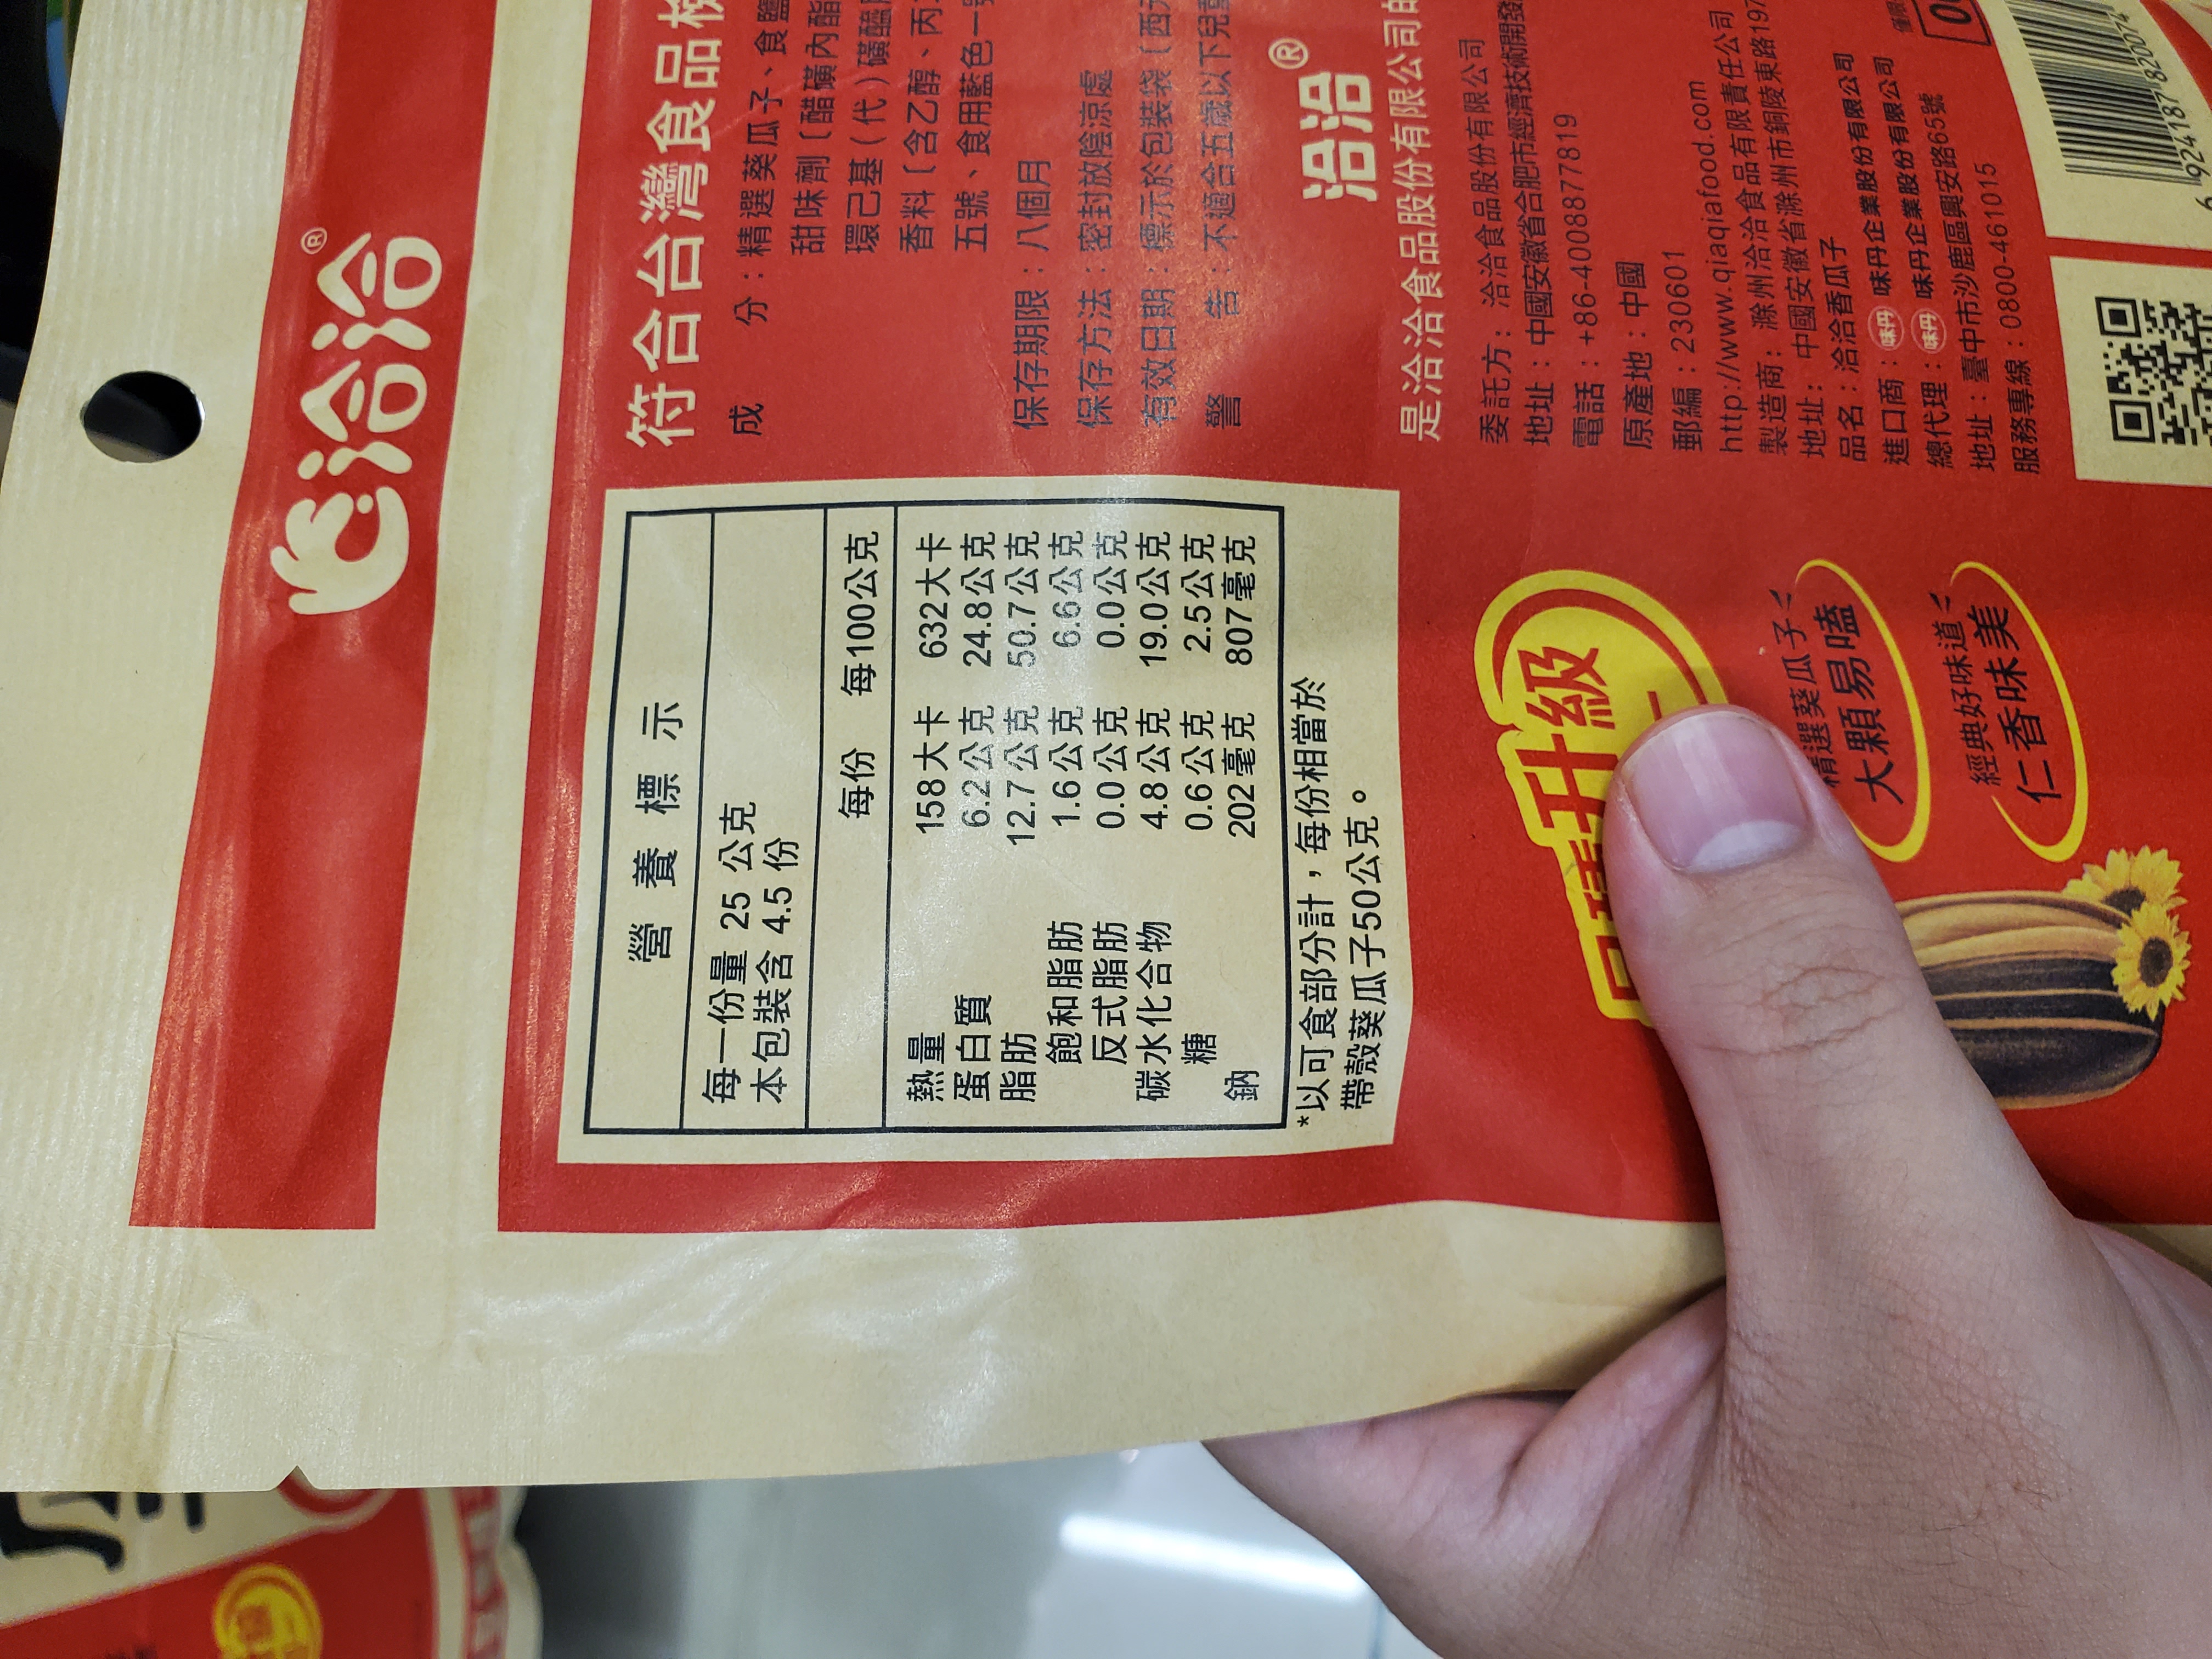 洽洽®
營養標示
每一份量 25 公克
本包裝含 4.5 份
每份 每100公克
熱量 158大卡 632大卡
蛋白質 6.2公克 24.8公克
脂肪 12.7公克 50.7公克
飽和脂肪 1.6公克 6.6公克
反式脂肪 0.0公克 0.0公克
碳水化合物 4.8公克 19.0公克
糖 0.6公克 2.5公克
鈉 202毫克 807毫克
*以可食部分計，每份相當於
帶殼葵瓜子50公克。
升級
精選葵瓜子
大顆易嗑
經典好味道
仁香味美
符合台灣食品檢
成 分：精選葵瓜子、食鹽
甜味劑〔醋磺內酯
環己基(代)磺醯
香料〔含乙醇、丙
五號、食用藍色一
保存期限：八個月
保存方法：密封放陰涼處
有效日期：標示於包裝袋〔西元
警 告：不適合五歲以下兒童
洽洽®
是洽洽食品股份有限公司的
委託方：洽洽食品股份有限公司
地址：中國安徽省合肥市經濟技術開發
電話：+86-4008877819
原產地：中國
郵編：230601
http://www.qiaqiafood.com
製造商：滁州洽洽食品有限責任公司
地址：中國安徽省滁州市銅陵東路197
品名：洽洽香瓜子
進口商：味丹 味丹企業股份有限公司
總代理：味丹 味丹企業股份有限公司
地址：臺中市沙鹿區興安路65號
服務專線：0800-461015
6 924187 820074